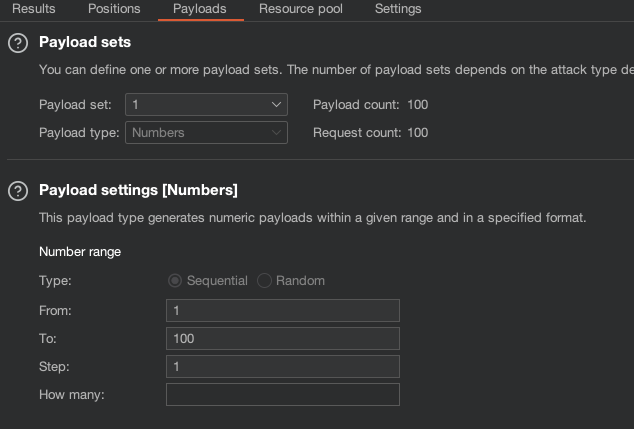 Results Positions Payloads Resource pool Settings
Payload sets
You can define one or more payload sets. The number of payload sets depends on the attack type de
Payload set: 1 Payload count: 100
Payload type: Numbers Request count: 100
Payload settings [Numbers]
This payload type generates numeric payloads within a given range and in a specified format.
Number range
Type: Sequential Random
From: 1
To: 100
Step: 1
How many: